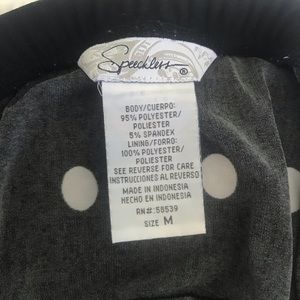 Speechless ®
BODY/CUERPO:
95% POLYESTER/
POLIESTER
5% SPANDEX
LINING/FORRO:
100% POLYESTER/
POLIESTER
SEE REVERSE FOR CARE
INSTRUCCIONES AL REVERSO
MADE IN INDONESIA
HECHO EN INDONESIA
RN#: 58539
SIZE M